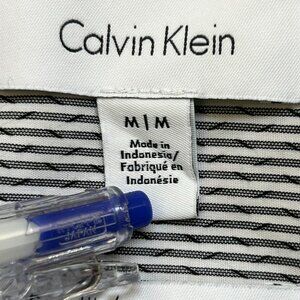 Calvin Klein
M | M
Made in
Indonesia/
Fabriqué en
Indonésie